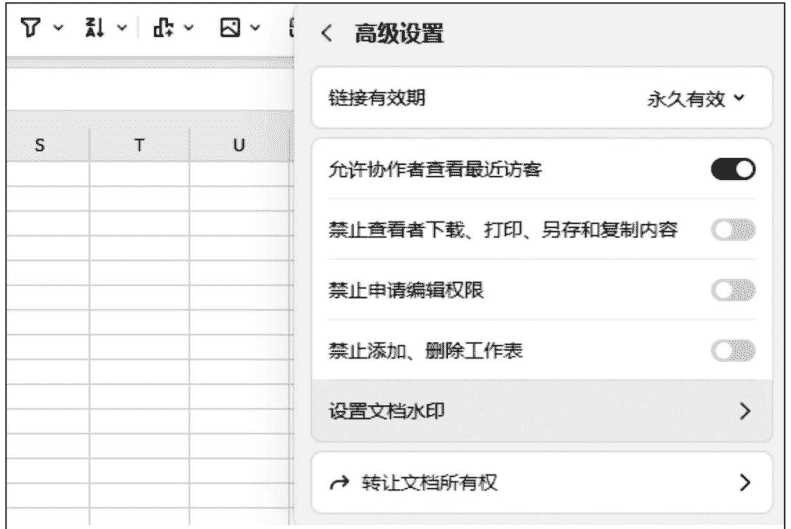 高级设置
链接有效期 永久有效
S T U
允许协作者查看最近访客
禁止查看者下载、打印、另存和复制内容
禁止申请编辑权限
禁止添加、删除工作表
设置文档水印
转让文档所有权